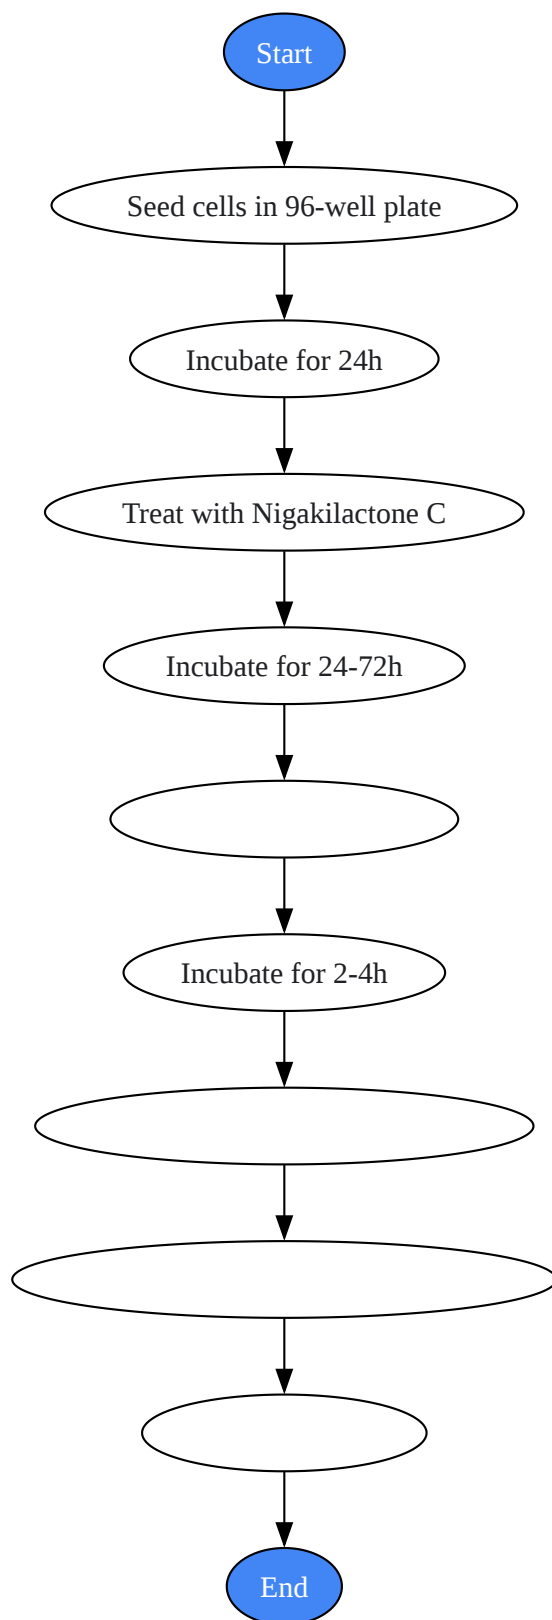 Start
Seed cells in 96-well plate
Incubate for 24h
Treat with Nigakilactone C
Incubate for 24-72h
Incubate for 2-4h
End